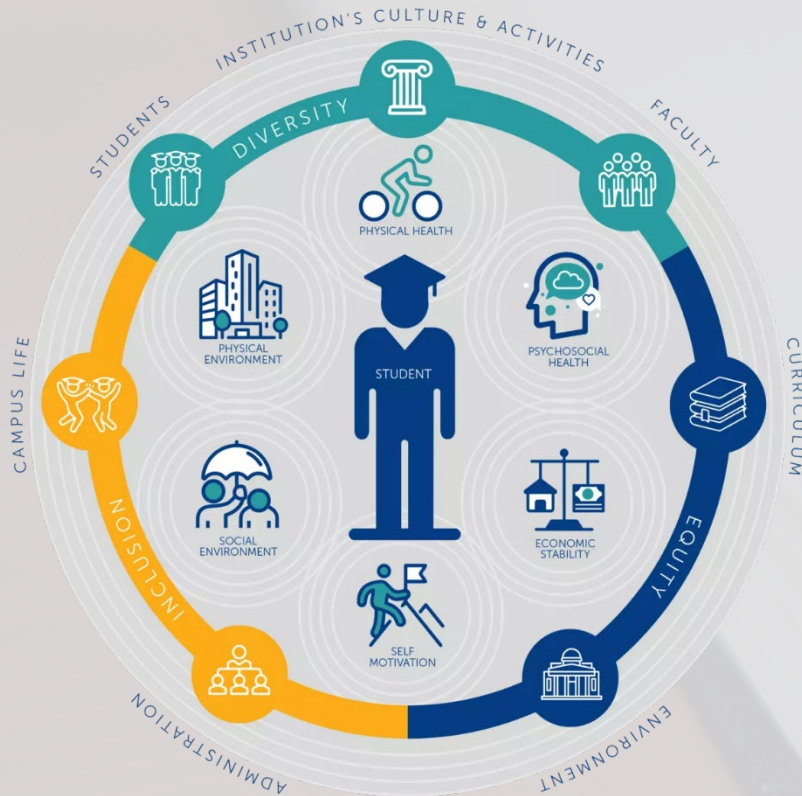 INSTITUTION'S CULTURE & ACTIVITIES
STUDENTS
FACULTY
DIVERSITY
PHYSICAL HEALTH
PHYSICAL
ENVIRONMENT
PSYCHOSOCIAL
HEALTH
STUDENT
CAMPUS LIFE
CURRICULUM
SOCIAL
ENVIRONMENT
ECONOMIC
STABILITY
INCLUSION
EQUITY
SELF
MOTIVATION
ADMINISTRATION
ENVIRONMENT